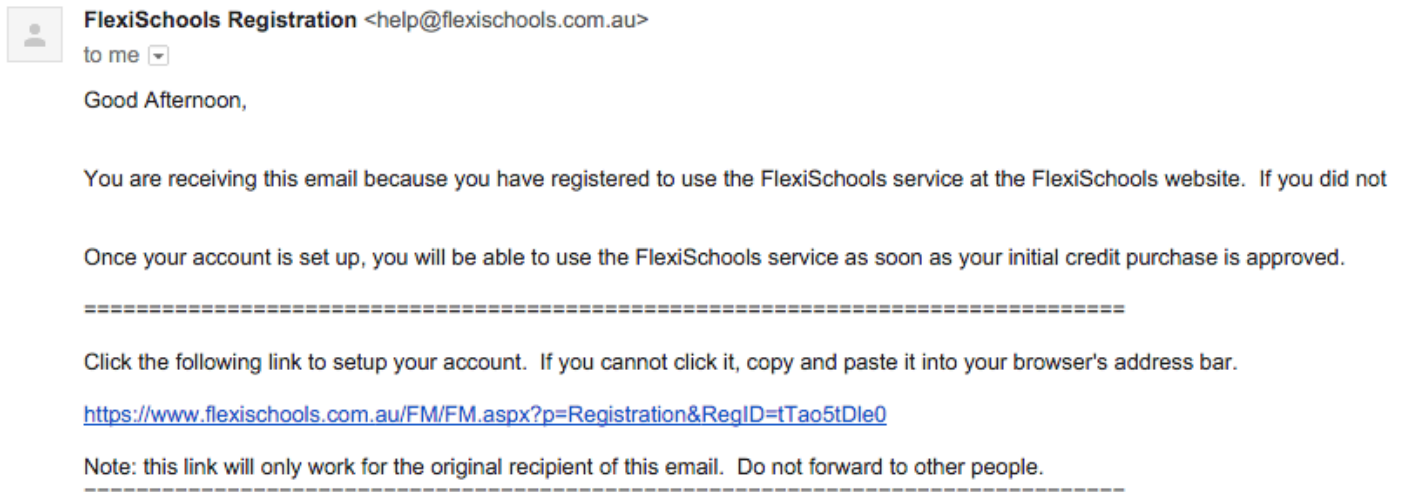 FlexiSchools Registration <help@flexischools.com.au>
to me
Good Afternoon,
You are receiving this email because you have registered to use the FlexiSchools service at the FlexiSchools website.  If you did not
Once your account is set up, you will be able to use the FlexiSchools service as soon as your initial credit purchase is approved.
================================================================================
Click the following link to setup your account.  If you cannot click it, copy and paste it into your browser's address bar.
https://www.flexischools.com.au/FM/FM.aspx?p=Registration&RegID=tTao5tDle0
Note: this link will only work for the original recipient of this email.  Do not forward to other people.
================================================================================